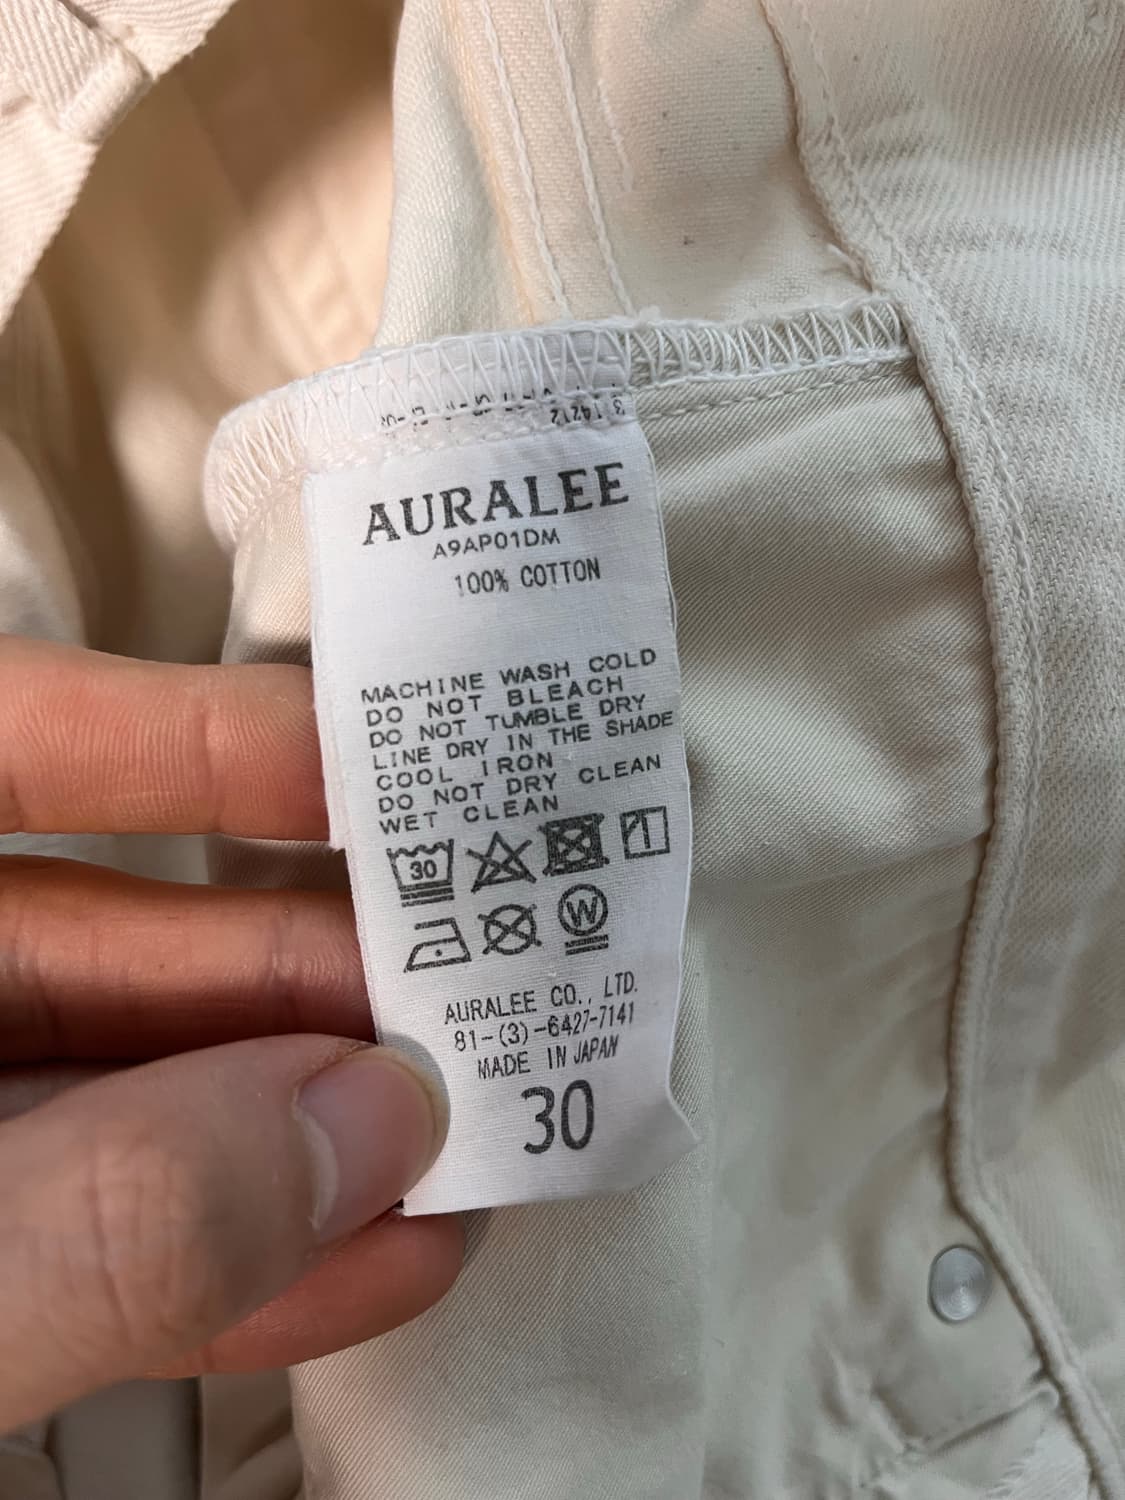 AURALEE
A9AP01DM
100% COTTON
MACHINE WASH COLD
DO NOT BLEACH
DO NOT TUMBLE DRY
LINE DRY IN THE SHADE
COOL IRON
DO NOT DRY CLEAN
WET CLEAN
30
W
AURALEE CO., LTD.
81-(3)-6427-7141
MADE IN JAPAN
30